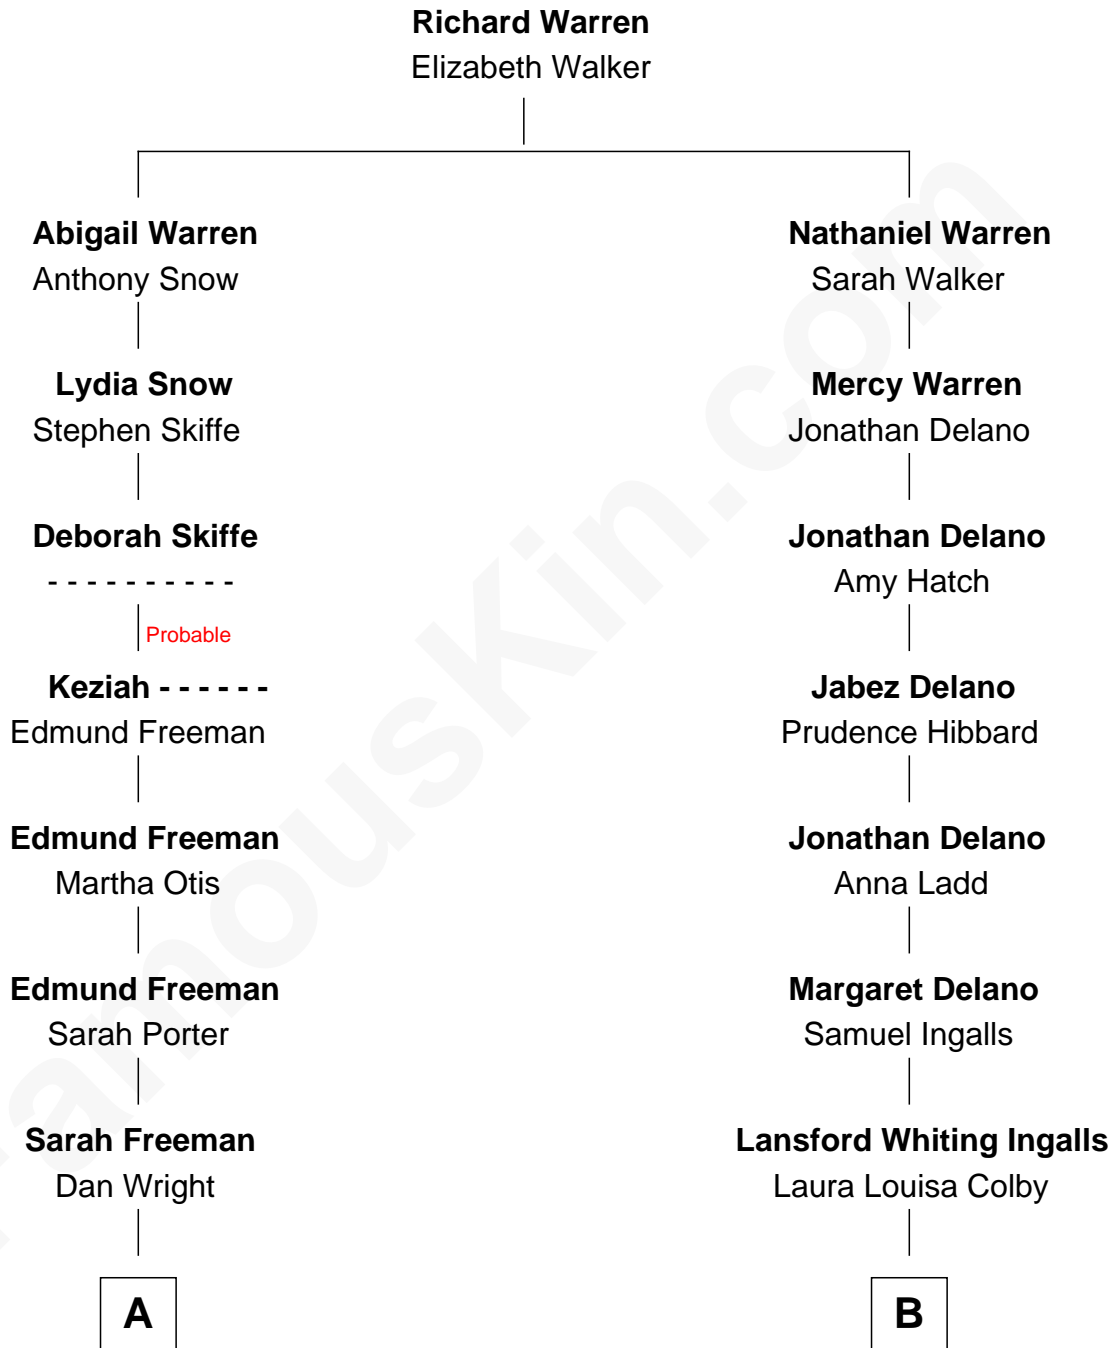 Richard Warren
Elizabeth Walker
Abigail Warren
Anthony Snow
Nathaniel Warren
Sarah Walker
Lydia Snow
Stephen Skiffe
Mercy Warren
Jonathan Delano
Deborah Skiffe
- - - - - - - - - -
Jonathan Delano
Amy Hatch
Probable
Keziah - - - - - -
Edmund Freeman
Jabez Delano
Prudence Hibbard
Edmund Freeman
Martha Otis
Jonathan Delano
Anna Ladd
Edmund Freeman
Sarah Porter
Margaret Delano
Samuel Ingalls
Sarah Freeman
Dan Wright
Lansford Whiting Ingalls
Laura Louisa Colby
A
B
FamousKin.com